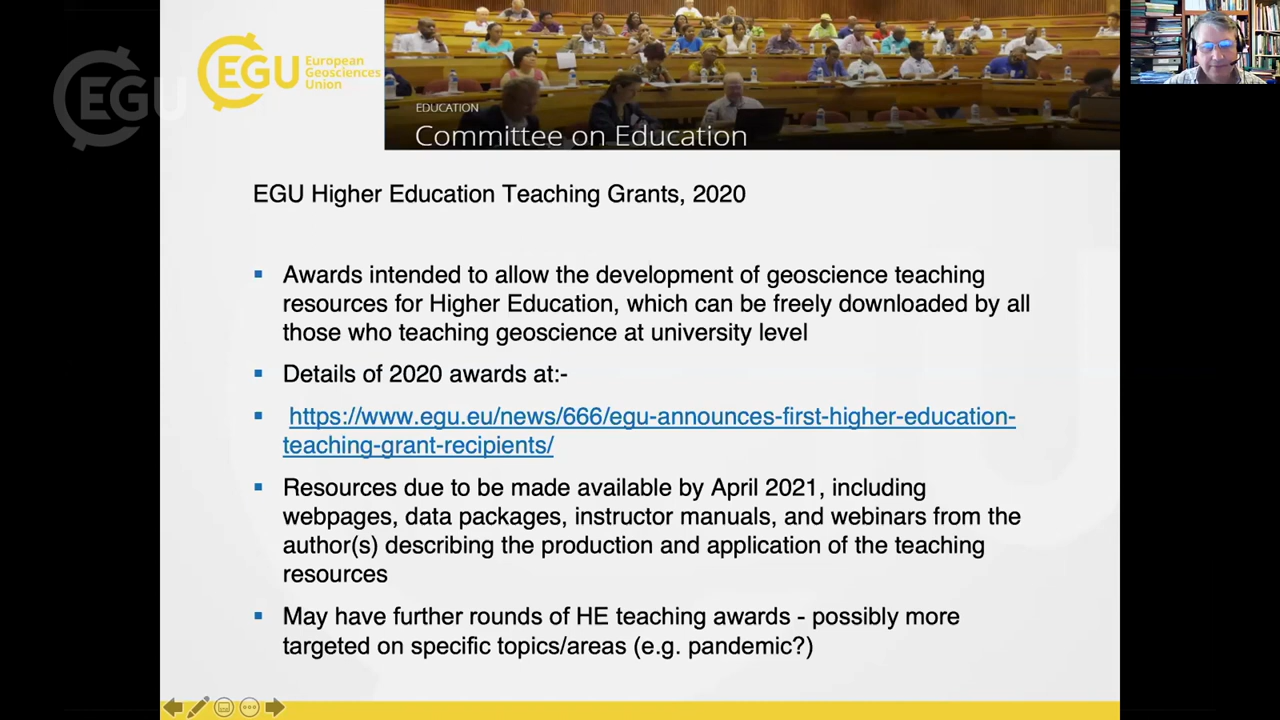 EGU
EGU
European
Geosciences
Union
EDUCATION
Committee on Education
EGU Higher Education Teaching Grants, 2020
Awards intended to allow the development of geoscience teaching
resources for Higher Education, which can be freely downloaded by all
those who teaching geoscience at university level
Details of 2020 awards at:-
https://www.egu.eu/news/666/egu-announces-first-higher-education-
teaching-grant-recipients/
Resources due to be made available by April 2021, including
webpages, data packages, instructor manuals, and webinars from the
author(s) describing the production and application of the teaching
resources
May have further rounds of HE teaching awards - possibly more
targeted on specific topics/areas (e.g. pandemic?)